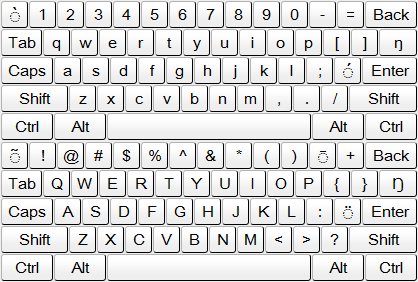 ◌̀ 1 2 3 4 5 6 7 8 9 0 - = Back
Tab q w e r t y u i o p [ ] ŋ
Caps a s d f g h j k l ; ◌́ Enter
Shift z x c v b n m , . / Shift
Ctrl Alt Alt Ctrl
◌̃ ! @ # $ % ^ & * ( ) ◌̄ + Back
Tab Q W E R T Y U I O P { } Ŋ
Caps A S D F G H J K L : ◌̈ Enter
Shift Z X C V B N M < > ? Shift
Ctrl Alt Alt Ctrl